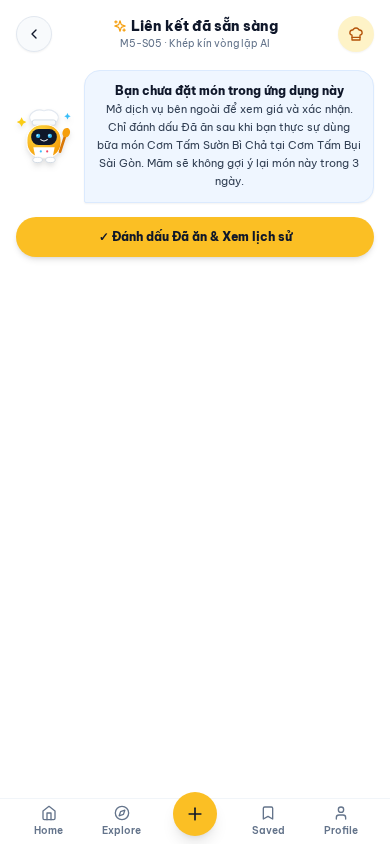 Liên kết đã sẵn sàng
M5-S05 · Khép kín vòng lặp AI
Bạn chưa đặt món trong ứng dụng này
Mở dịch vụ bên ngoài để xem giá và xác nhận.
Chỉ đánh dấu Đã ăn sau khi bạn thực sự dùng
bữa món Cơm Tấm Sườn Bì Chả tại Cơm Tấm Bụi
Sài Gòn. Măm sẽ không gợi ý lại món này trong 3
ngày.
✓ Đánh dấu Đã ăn & Xem lịch sử
Home
Explore
Saved
Profile